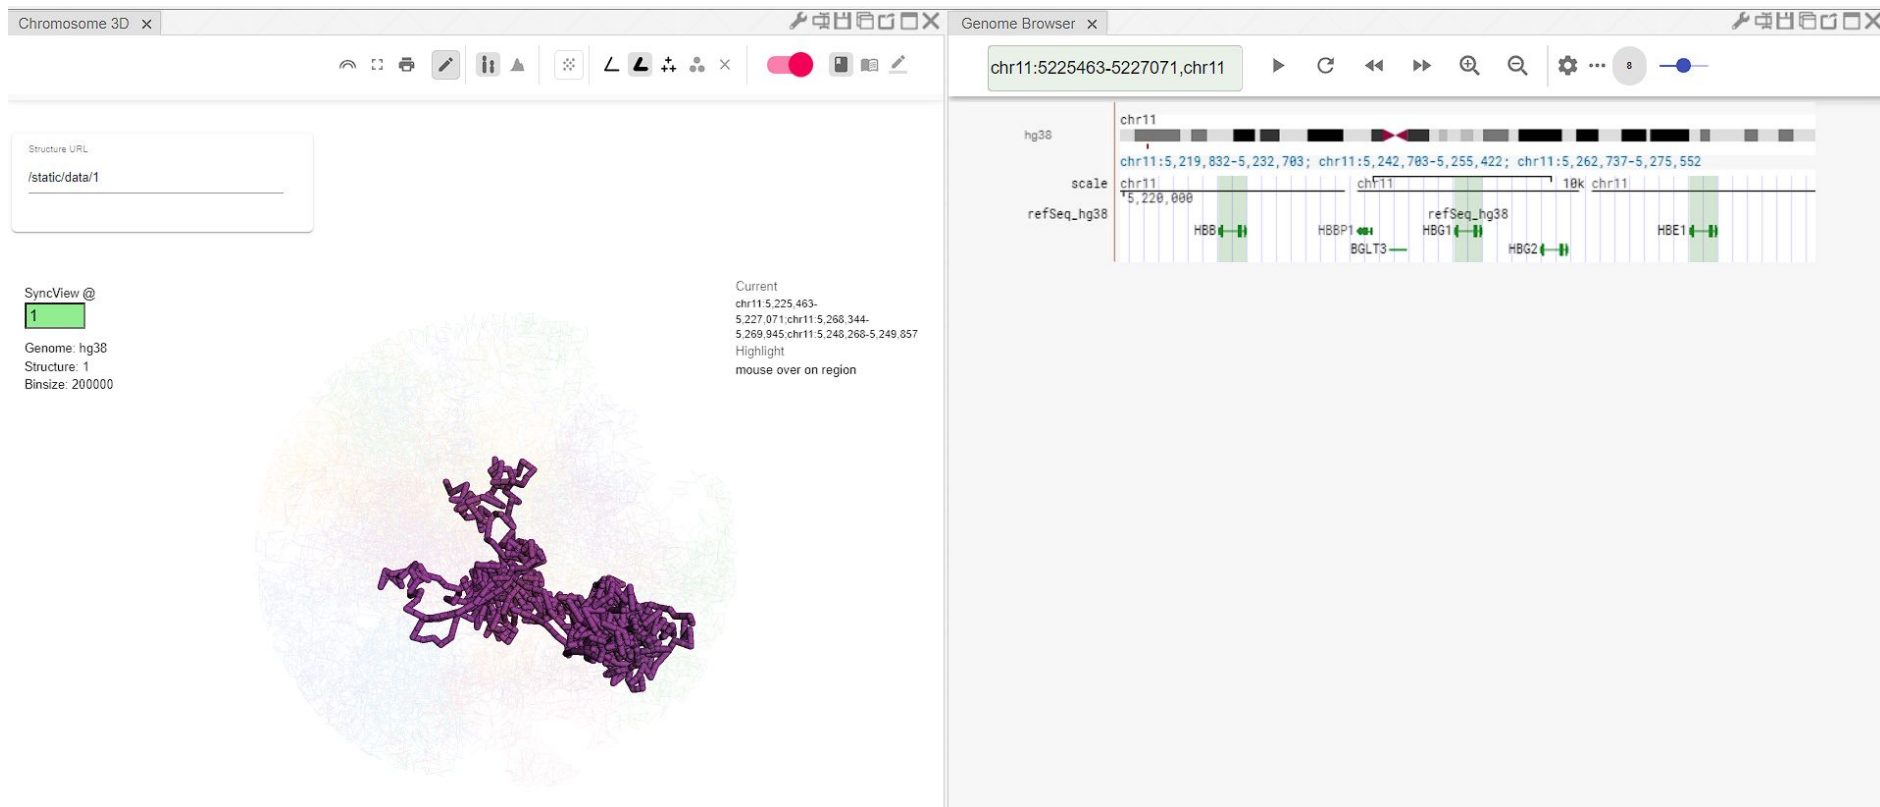 Chromosome 3D
Structure URL
/static/data/1
SyncView @
1
Genome: hg38
Structure: 1
Binsize: 200000
Current
chr11:5,225,463-
5,227,071;chr11:5,268,344-
5,269,945;chr11:5,248,268-5,249,857
Highlight
mouse over on region
Genome Browser
chr11:5225463-5227071,chr11
8
chr11
hg38
chr11:5,219,832-5,232,703; chr11:5,242,703-5,255,422; chr11:5,262,737-5,275,552
scale chr11 chr11 10k chr11
5,220,000
refSeq_hg38 refSeq_hg38
HBB HBBP1 HBG1 HBE1
BGLT3 HBG2